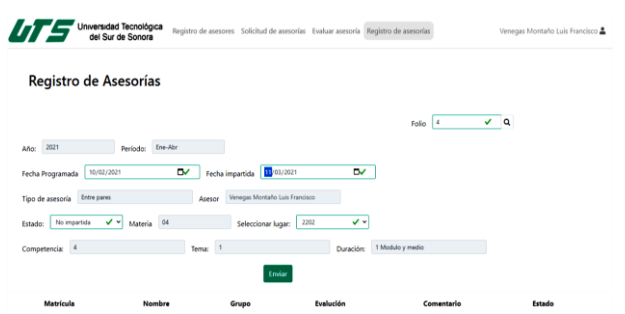 UTS Universidad Tecnológica
del Sur de Sonora
Registro de asesores Solicitud de asesorías Evaluar asesoría Registro de asesorías Venegas Montaño Luis Francisco
Registro de Asesorías
Folio 4
Año: 2021 Período: Ene-Abr
Fecha Programada 10/02/2021 Fecha impartida 11/03/2021
Tipo de asesoría Entre pares Asesor Venegas Montaño Luis Francisco
Estado: No impartida Materia 04 Seleccionar lugar: 2202
Competencia: 4 Tema: 1 Duración: 1 Modulo y medio
Enviar
Matrícula Nombre Grupo Evalución Comentario Estado